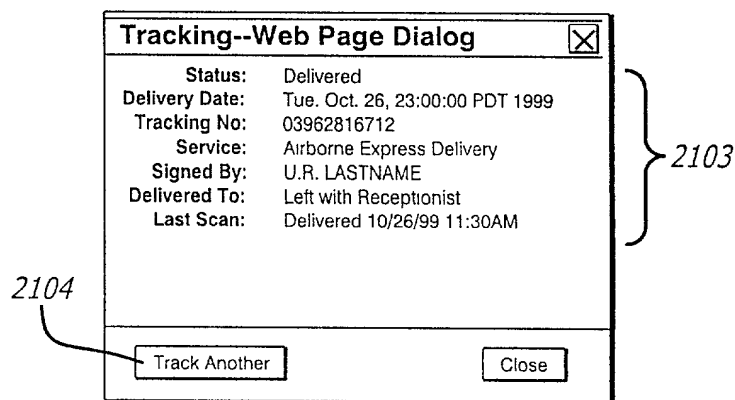 Tracking--Web Page Dialog
Status: Delivered
Delivery Date: Tue. Oct. 26, 23:00:00 PDT 1999
Tracking No: 03962816712
Service: Airborne Express Delivery
Signed By: U.R. LASTNAME
Delivered To: Left with Receptionist
Last Scan: Delivered 10/26/99 11:30AM
2103
2104
Track Another Close